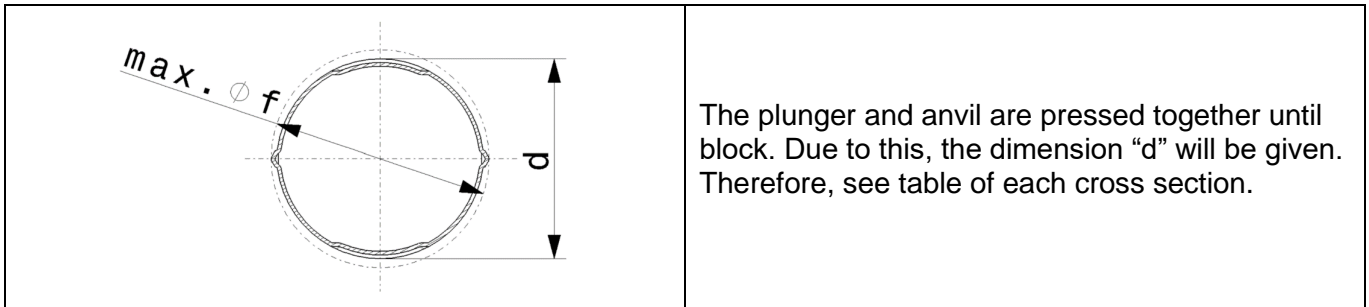 max. ∅ f
d
The plunger and anvil are pressed together until
block. Due to this, the dimension “d” will be given.
Therefore, see table of each cross section.